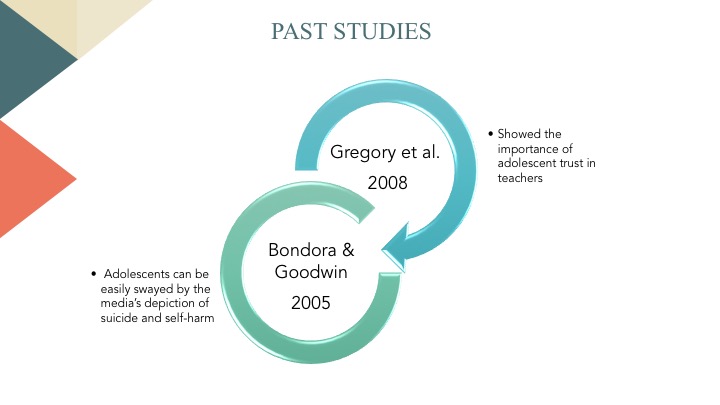 PAST STUDIES
Gregory et al.
2008
• Showed the
importance of
adolescent trust in
teachers
Bondora &
Goodwin
2005
• Adolescents can be
easily swayed by the
media's depiction of
suicide and self-harm